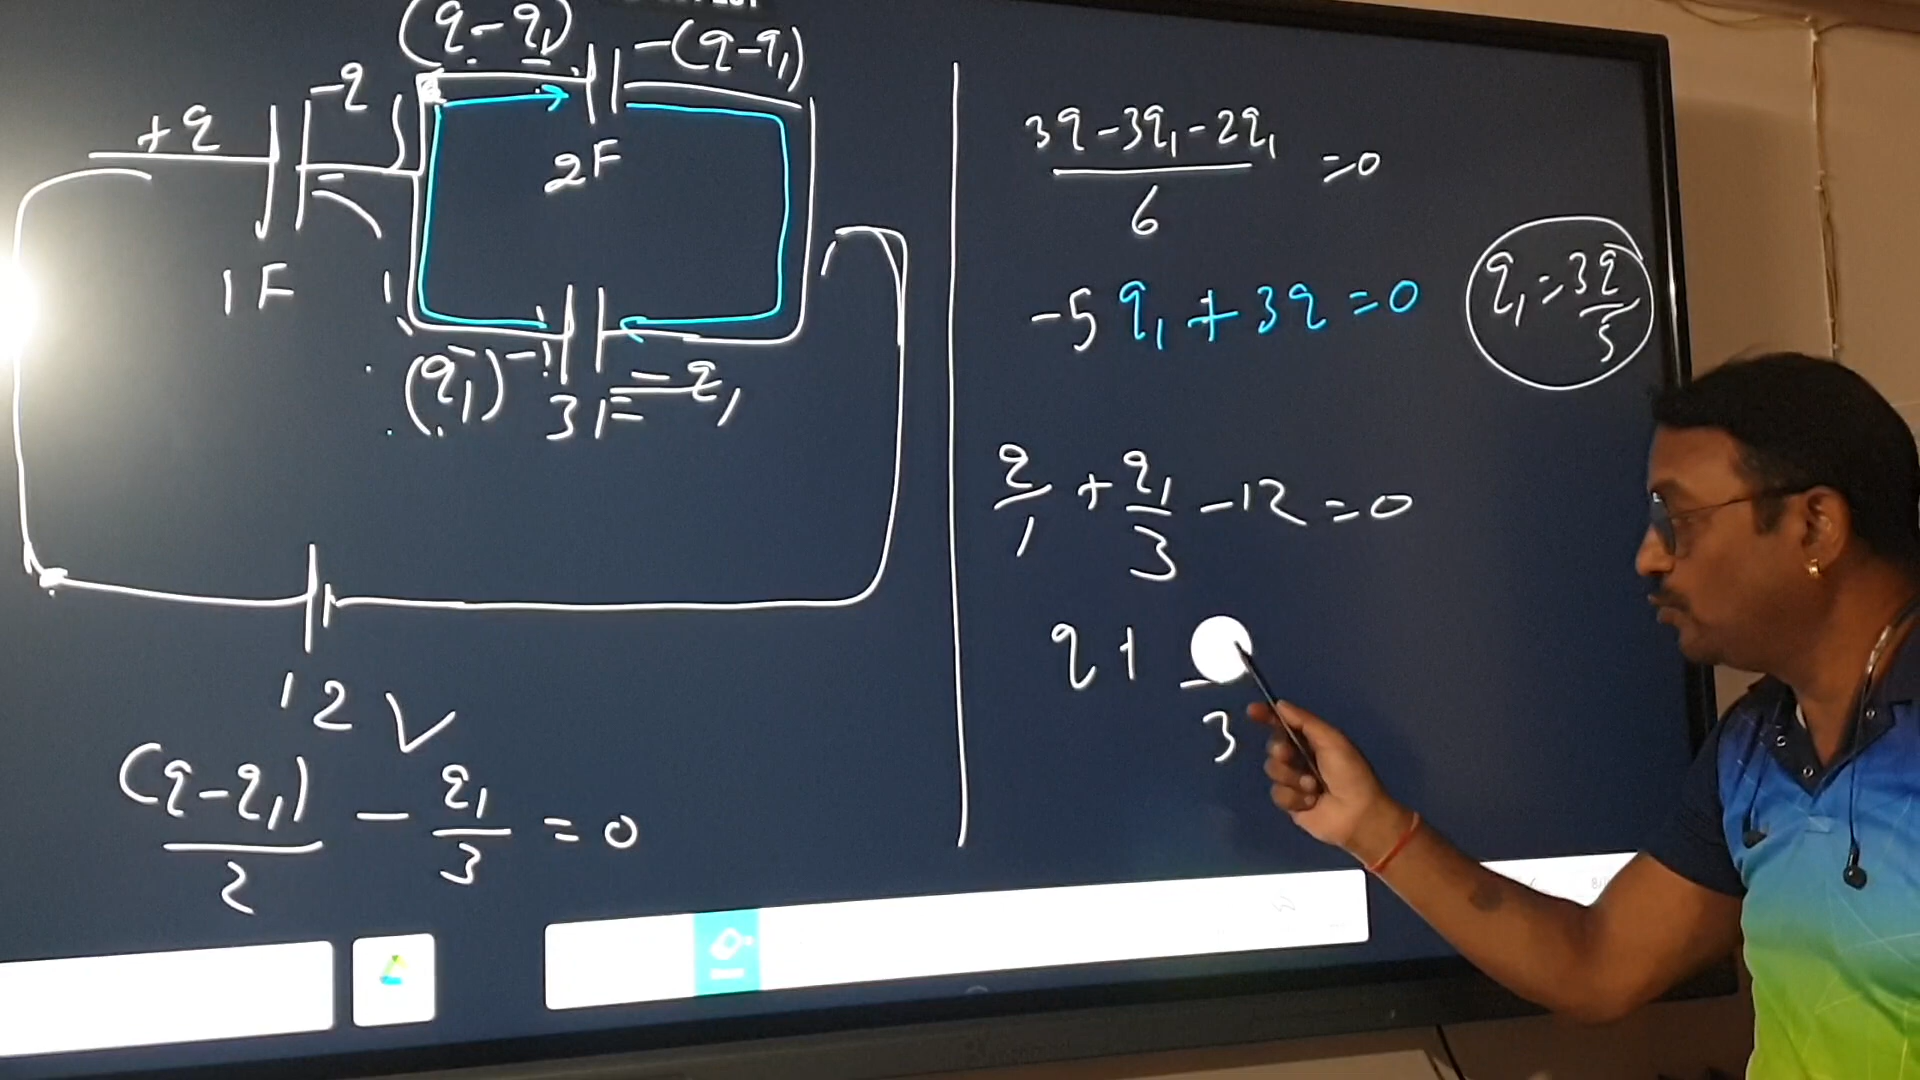 (q-q₁)
-(q-q₁)
+q
-q
2F
1F
(q₁)
-q₁
3F
12 V
(q-q₁)/2 - q₁/3 = 0
(3q-3q₁-2q₁)/6 = 0
-5q₁+3q=0
q₁=3q/5
q/1 + q₁/3 - 12 = 0
q + /3